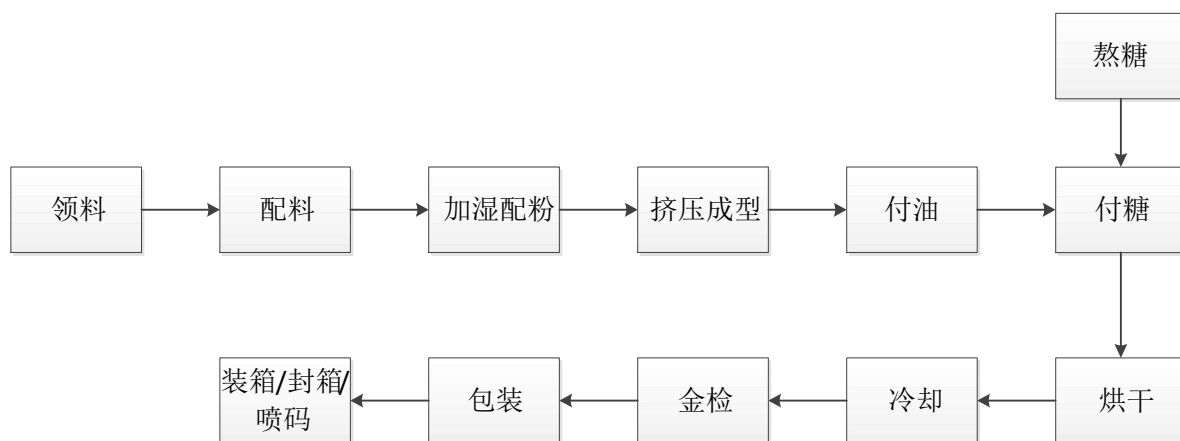 熬糖
领料
配料
加湿配粉
挤压成型
付油
付糖
装箱/封箱/
喷码
包装
金检
冷却
烘干